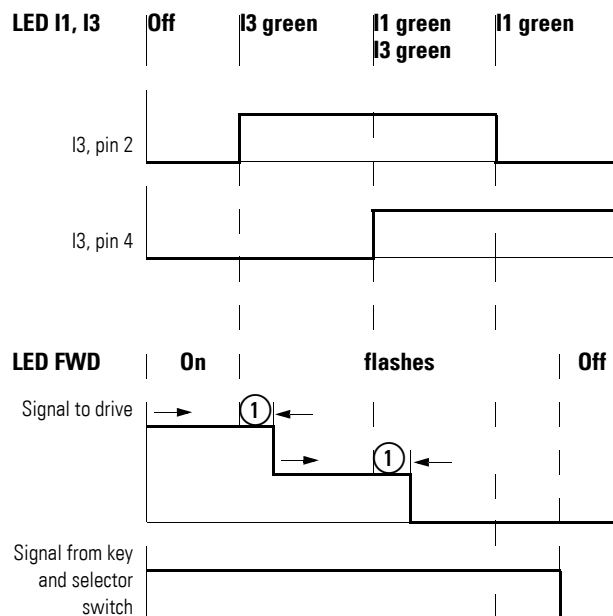 LED I1, I3 Off I3 green I1 green I1 green
I3 green
I3, pin 2
I3, pin 4
LED FWD On flashes Off
Signal to drive 1
1
Signal from key
and selector
switch